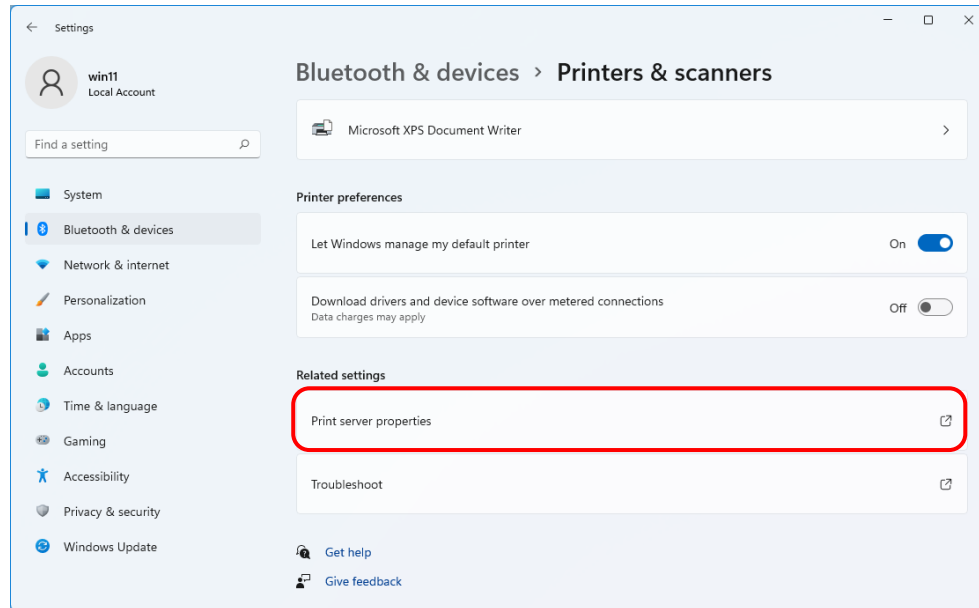 Settings
win11
Local Account
Find a setting
System
Bluetooth & devices
Network & internet
Personalization
Apps
Accounts
Time & language
Gaming
Accessibility
Privacy & security
Windows Update
Bluetooth & devices > Printers & scanners
Microsoft XPS Document Writer
Printer preferences
Let Windows manage my default printer On
Download drivers and device software over metered connections
Data charges may apply
Off
Related settings
Print server properties
Troubleshoot
Get help
Give feedback